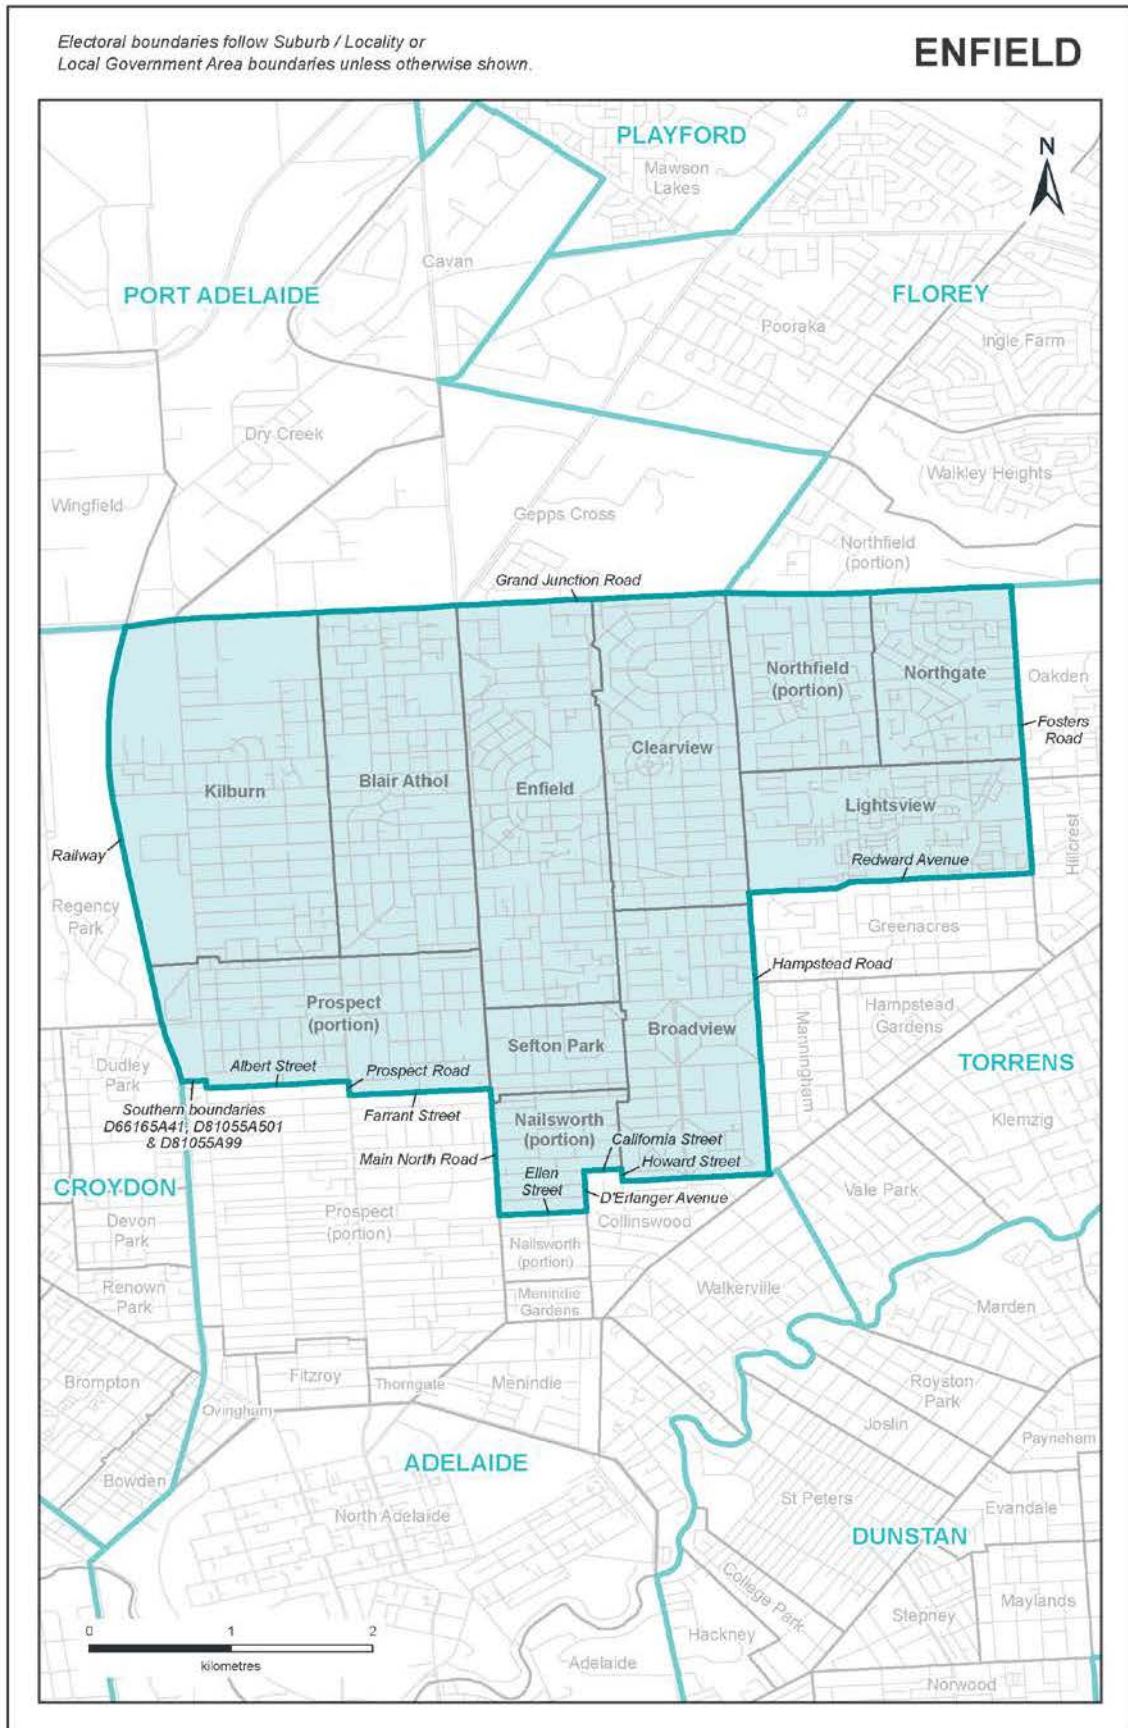 Electoral boundaries follow Suburb / Locality or
Local Government Area boundaries unless otherwise shown.
ENFIELD
PLAYFORD
Mawson
Lakes
N
Cavan
PORT ADELAIDE
FLOREY
Pooraka
Ingle Farm
Dry Creek
Walkley Heights
Wingfield
Gepps Cross
Northfield
(portion)
Grand Junction Road
Northfield
(portion)
Northgate
Oakden
Fosters
Road
Clearview
Kilburn
Blair Athol
Enfield
Lightsview
Railway
Redward Avenue
Hillcrest
Regency
Park
Greenacres
Hampstead Road
Prospect
(portion)
Hampstead
Gardens
Broadview
Sefton Park
Manningham
Dudley
Park
Albert Street
Prospect Road
TORRENS
Southern boundaries
D66165A41, D81055A501
& D81055A99
Farrant Street
Nailsworth
(portion)
Klemzig
California Street
Main North Road
Howard Street
Ellen
Street
CROYDON
D'Erlanger Avenue
Vale Park
Devon
Park
Prospect
(portion)
Collinswood
Nailsworth
(portion)
Renown
Park
Menindie
Gardens
Walkerville
Marden
Brompton
Fitzroy
Thorngate
Menindie
Royston
Park
Ovingham
Joslin
Payneham
ADELAIDE
Bowden
St Peters
North Adelaide
Evandale
DUNSTAN
College Park
Maylands
Stepney
Hackney
0 1 2
kilometres
Adelaide
Norwood